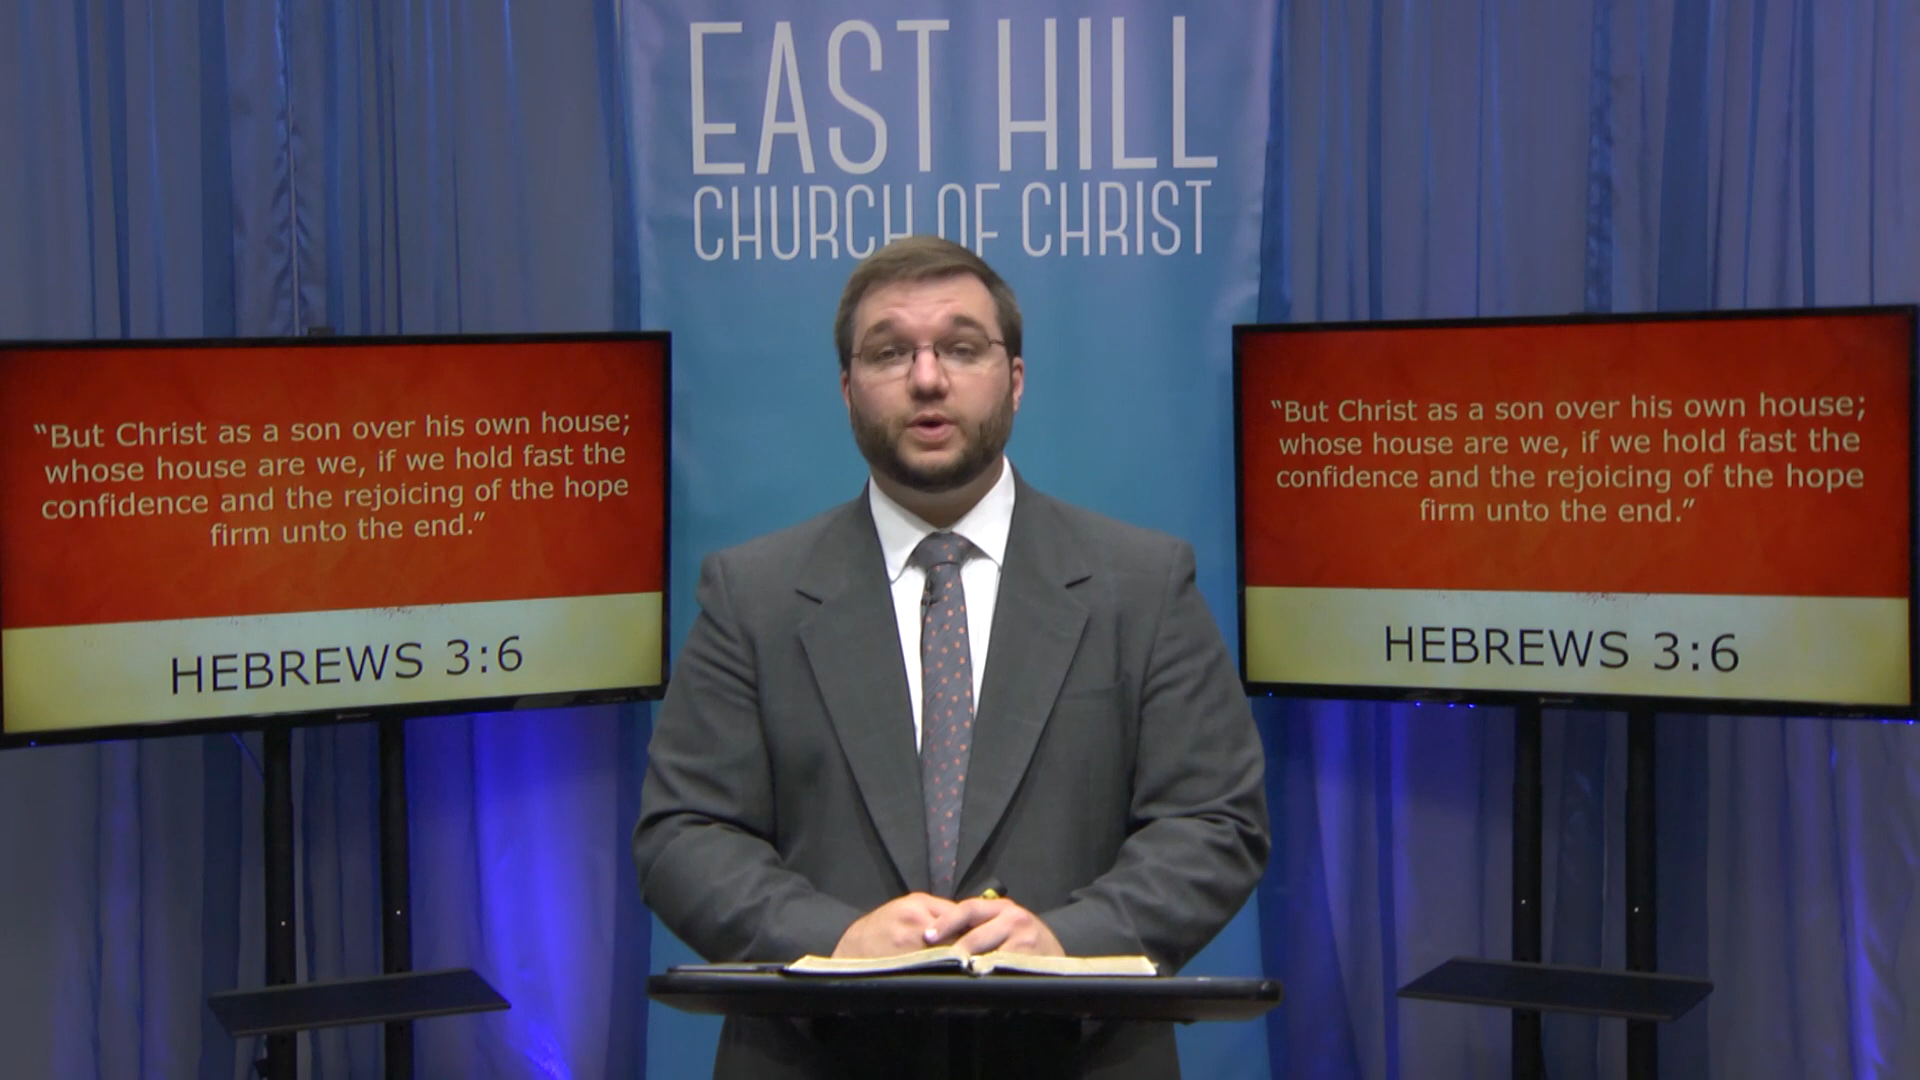 EAST HILL
CHURCH OF CHRIST
“But Christ as a son over his own house;
whose house are we, if we hold fast the
confidence and the rejoicing of the hope
firm unto the end.”
HEBREWS 3:6
“But Christ as a son over his own house;
whose house are we, if we hold fast the
confidence and the rejoicing of the hope
firm unto the end.”
HEBREWS 3:6